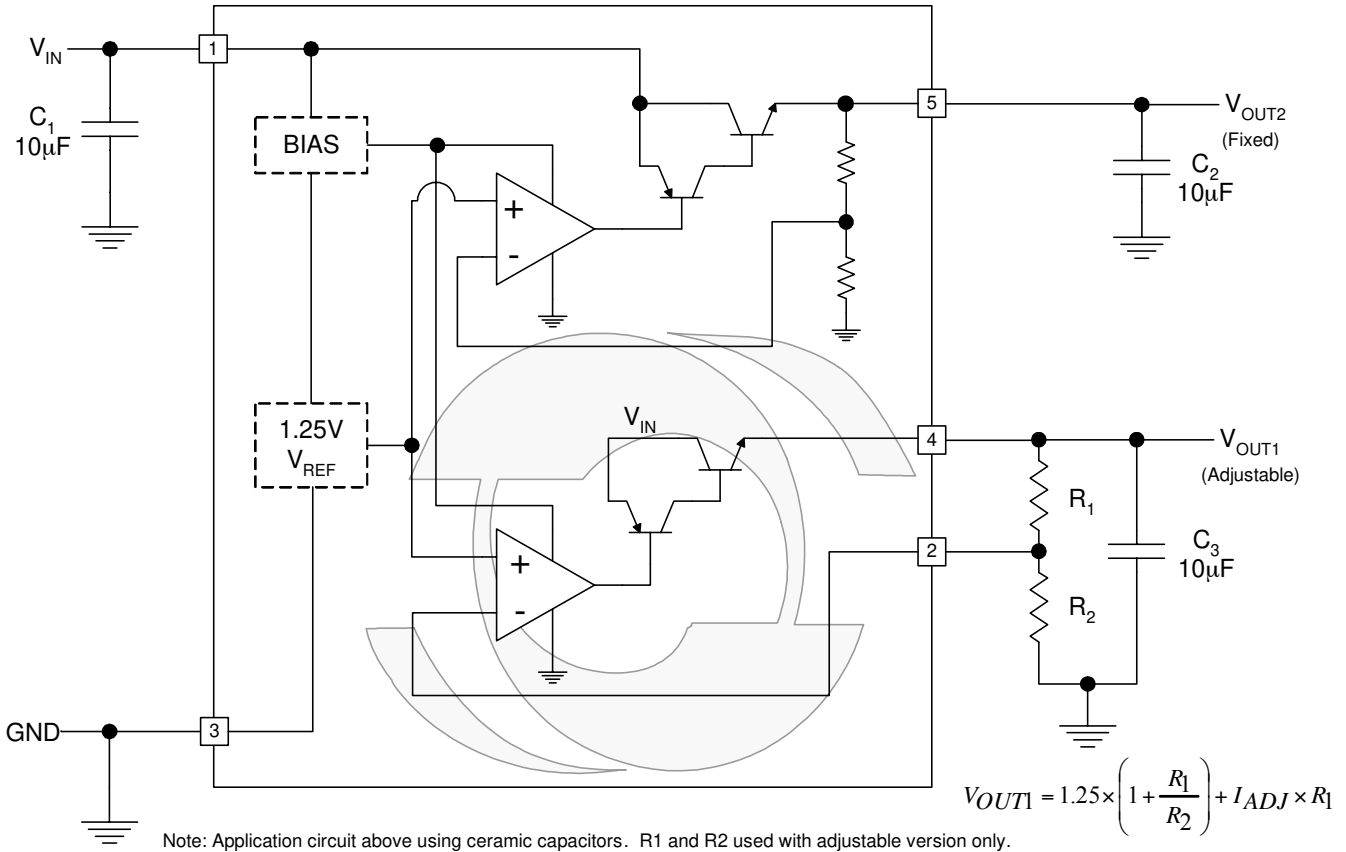 V_IN
1
C_1
10µF
BIAS
+
-
5
V_OUT2
(Fixed)
C_2
10µF
1.25V
V_REF
V_IN
4
V_OUT1
(Adjustable)
R_1
2
+
-
C_3
10µF
R_2
GND
3
V_OUT1 = 1.25 × (1 + R1/R2) + I_ADJ × R1
Note: Application circuit above using ceramic capacitors. R1 and R2 used with adjustable version only.